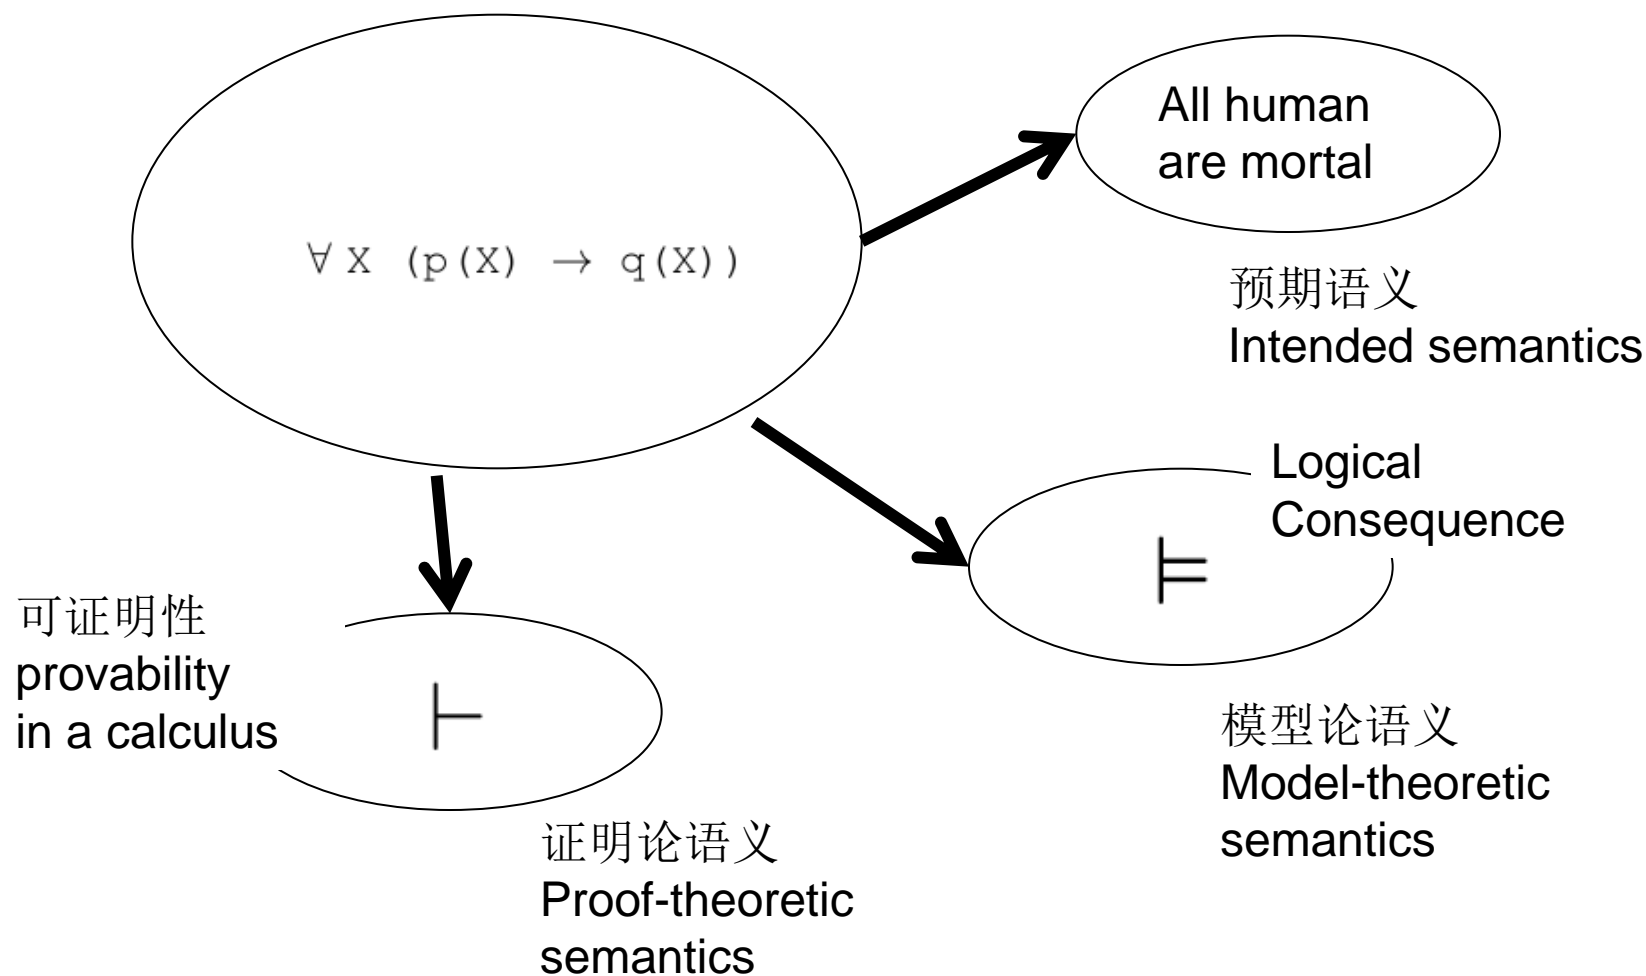 ∀ X (p(X) → q(X))
All human
are mortal
预期语义
Intended semantics
Logical
Consequence
⊨
模型论语义
Model-theoretic
semantics
可证明性
provability
in a calculus
⊢
证明论语义
Proof-theoretic
semantics